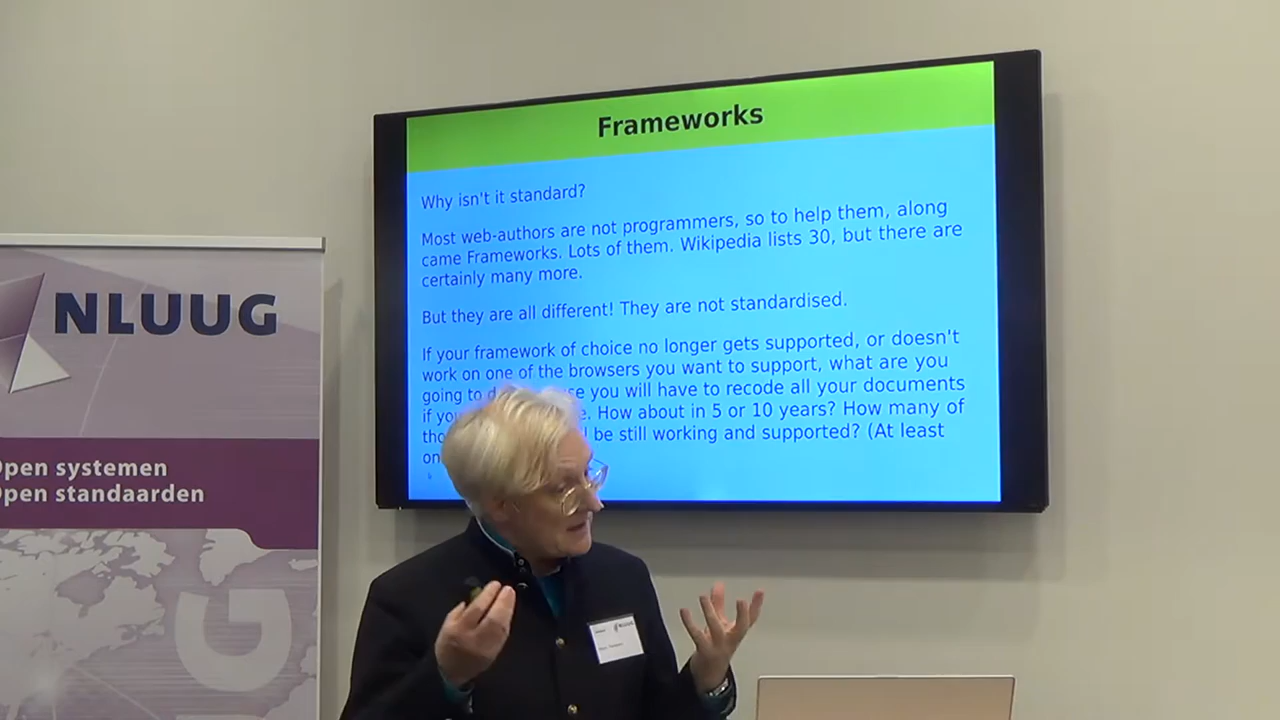 Frameworks
Why isn't it standard?
Most web-authors are not programmers, so to help them, along
came Frameworks. Lots of them. Wikipedia lists 30, but there are
certainly many more.
But they are all different! They are not standardised.
If your framework of choice no longer gets supported, or doesn't
work on one of the browsers you want to support, what are you
going to you will have to recode all your documents
if How about in 5 or 10 years? How many of
be still working and supported? (At least
NLUUG
Open systemen
Open standaarden
G
NLUUG